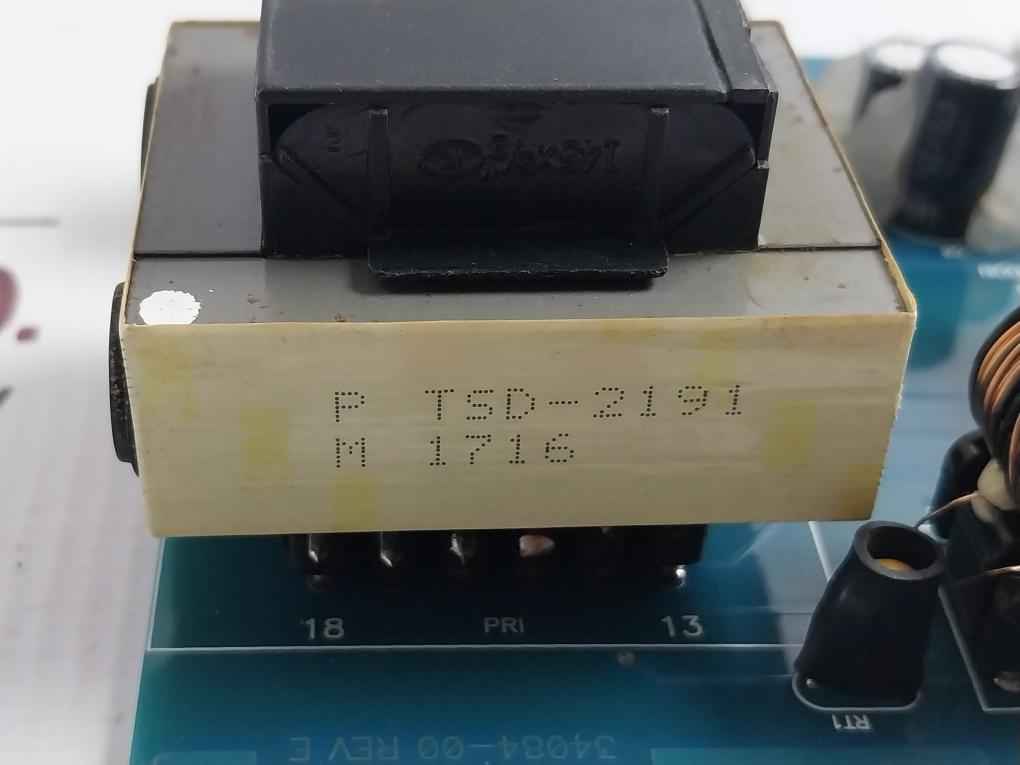 P TSD-2191
M 1716
18 PRI 13
RT1
34084-00 REV E